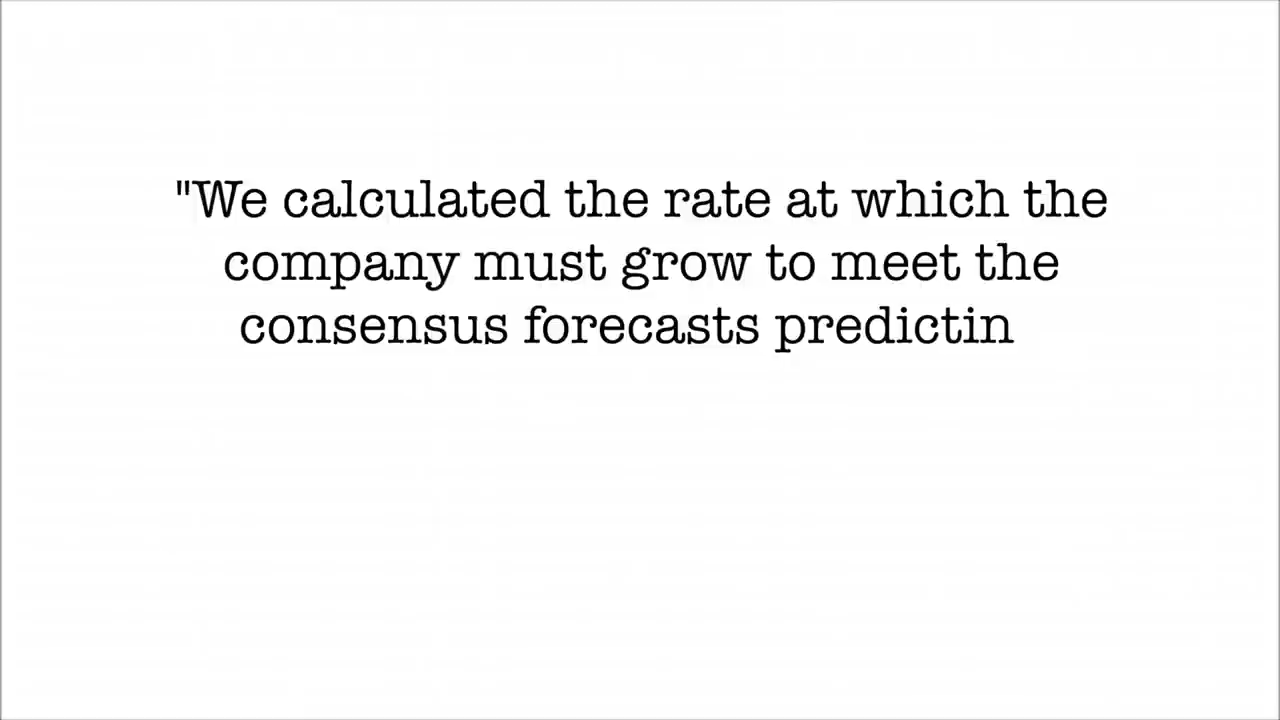 "We calculated the rate at which the
company must grow to meet the
consensus forecasts predictin